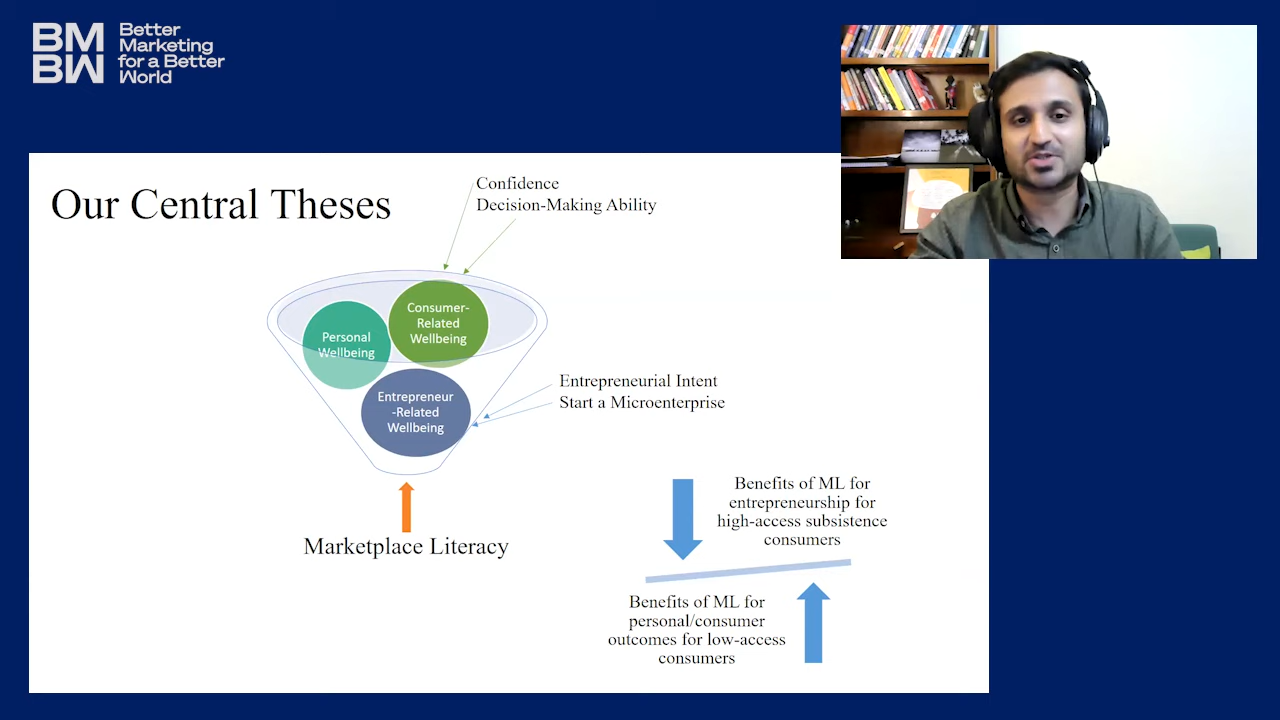 BM
BW
Better
Marketing
for a Better
World
Our Central Theses
Confidence
Decision-Making Ability
Consumer-
Related
Wellbeing
Personal
Wellbeing
Entrepreneur
-Related
Wellbeing
Entrepreneurial Intent
Start a Microenterprise
Marketplace Literacy
Benefits of ML for
entrepreneurship for
high-access subsistence
consumers
Benefits of ML for
personal/consumer
outcomes for low-access
consumers